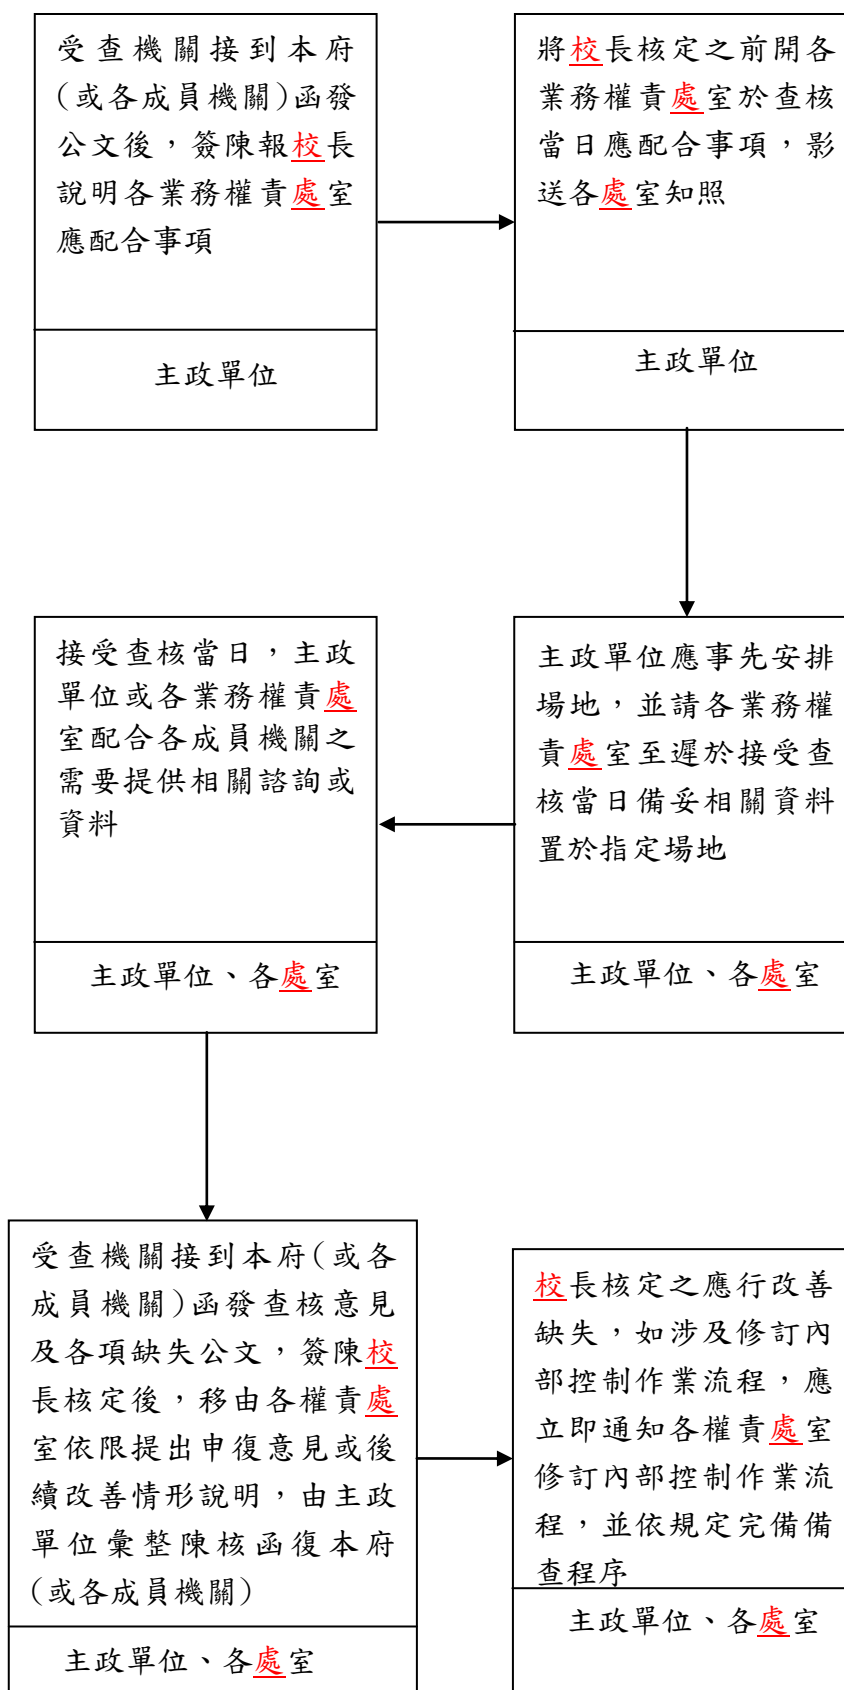 受查機關接到本府
(或各成員機關)函發
公文後，簽陳報校長
說明各業務權責處室
應配合事項
主政單位
將校長核定之前開各
業務權責處室於查核
當日應配合事項，影
送各處室知照
主政單位
主政單位應事先安排
場地，並請各業務權
責處室至遲於接受查
核當日備妥相關資料
置於指定場地
主政單位、各處室
接受查核當日，主政
單位或各業務權責處
室配合各成員機關之
需要提供相關諮詢或
資料
主政單位、各處室
受查機關接到本府(或各
成員機關)函發查核意見
及各項缺失公文，簽陳校
長核定後，移由各權責處
室依限提出申復意見或後
續改善情形說明，由主政
單位彙整陳核函復本府
(或各成員機關)
主政單位、各處室
校長核定之應行改善
缺失，如涉及修訂內
部控制作業流程，應
立即通知各權責處室
修訂內部控制作業流
程，並依規定完備備
查程序
主政單位、各處室